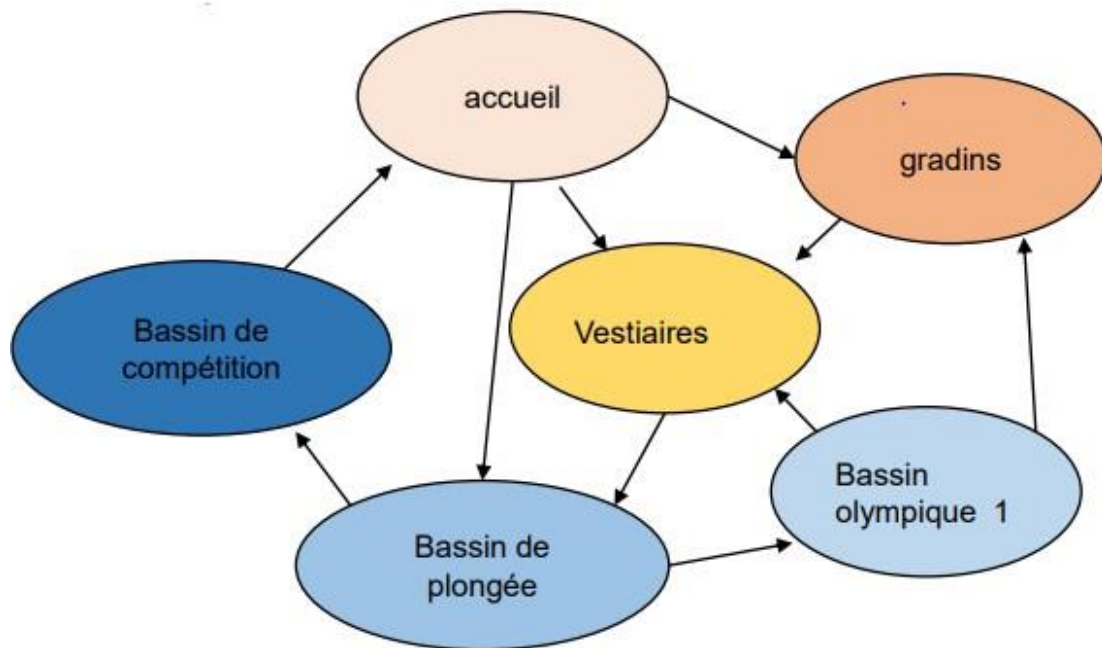 accueil
gradins
Bassin de
compétition
Vestiaires
Bassin
olympique 1
Bassin de
plongée